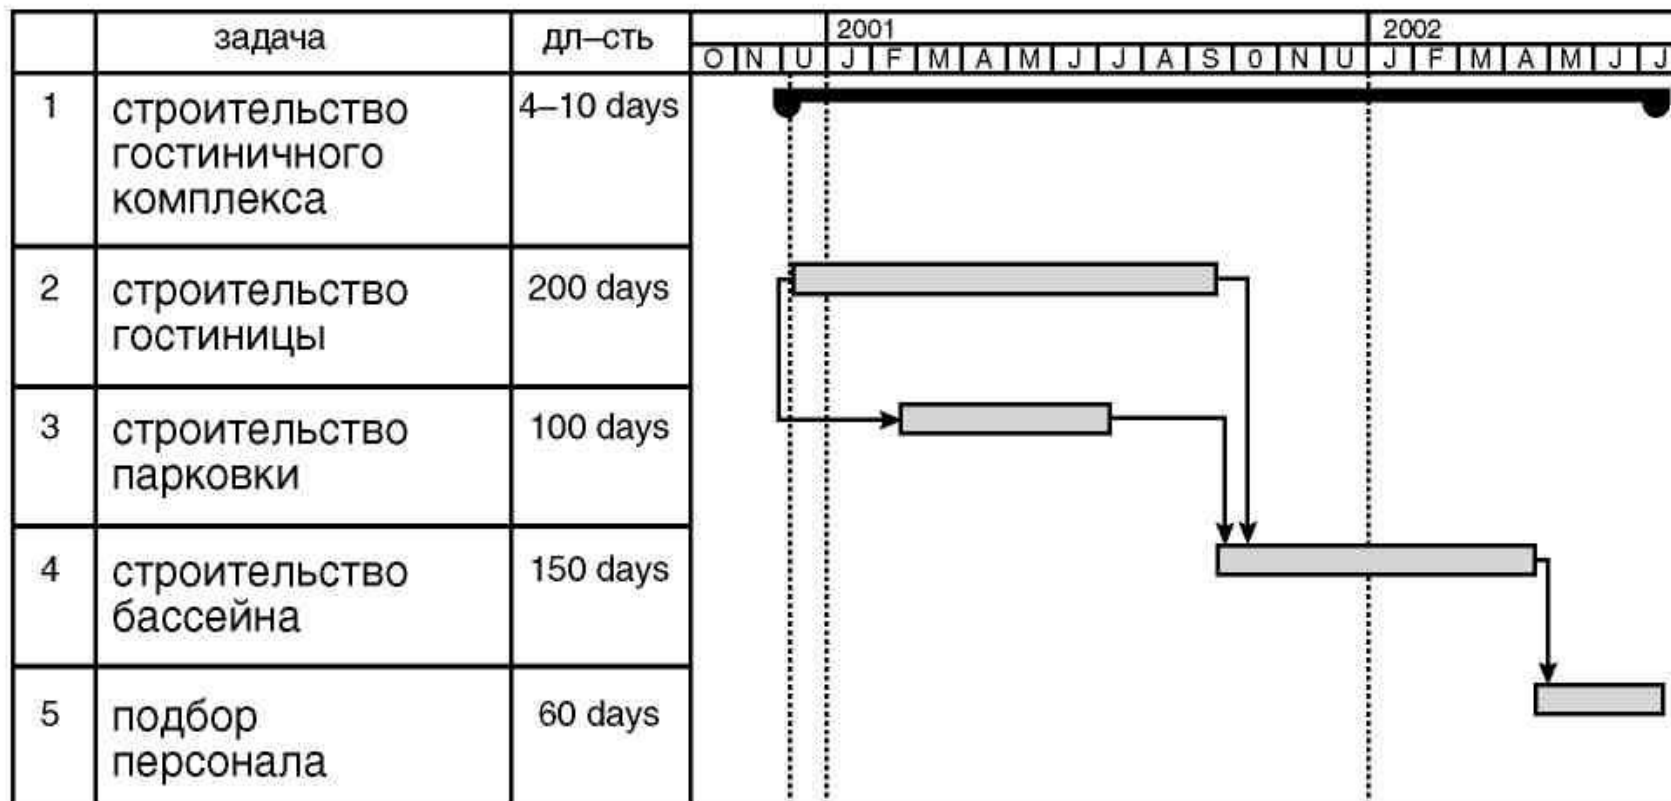 задача дл–сть 2001 2002
O N U J F M A M J J A S O N U J F M A M J J
1 строительство 4–10 days
гостиничного
комплекса
2 строительство 200 days
гостиницы
3 строительство 100 days
парковки
4 строительство 150 days
бассейна
5 подбор 60 days
персонала